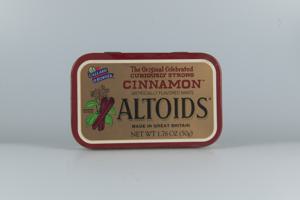 The Original Celebrated
CURIOUSLY STRONG
CINNAMON
ARTIFICIALLY FLAVORED MINTS
ALTOIDS®
MADE IN GREAT BRITAIN
NET WT 1.76 OZ (50g)